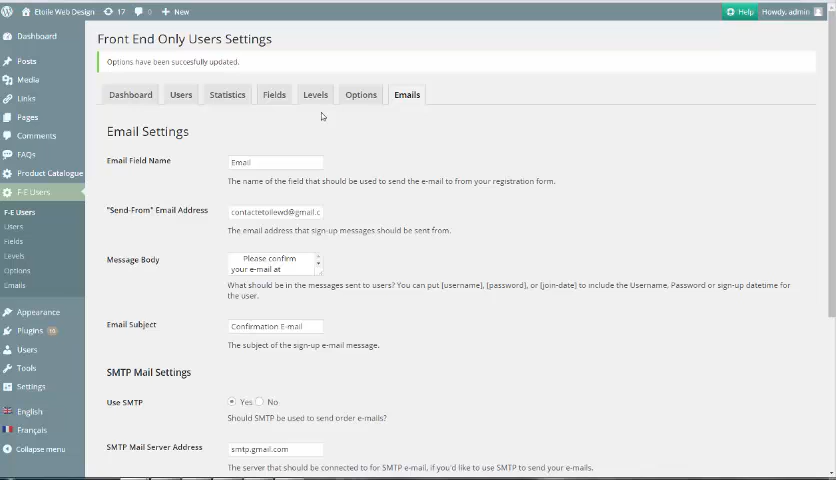 Etoile Web Design 17 0 New Help Howdy, admin
Dashboard
Posts
Media
Links
Pages
Comments
FAQs
Product Catalogue
F-E Users
F-E Users
Users
Fields
Levels
Options
Emails
Appearance
Plugins 16
Users
Tools
Settings
English
Français
Collapse menu
Front End Only Users Settings
Options have been succesfully updated.
Dashboard Users Statistics Fields Levels Options Emails
Email Settings
Email Field Name Email
The name of the field that should be used to send the e-mail to from your registration form.
"Send-From" Email Address contactetoilewd@gmail.c
The email address that sign-up messages should be sent from.
Message Body Please confirm
your e-mail at
What should be in the messages sent to users? You can put [username], [password], or [join-date] to include the Username, Password or sign-up datetime for
the user.
Email Subject Confirmation E-mail
The subject of the sign-up e-mail message.
SMTP Mail Settings
Use SMTP Yes No
Should SMTP be used to send order e-mails?
SMTP Mail Server Address smtp.gmail.com
The server that should be connected to for SMTP e-mail, if you'd like to use SMTP to send your e-mails.